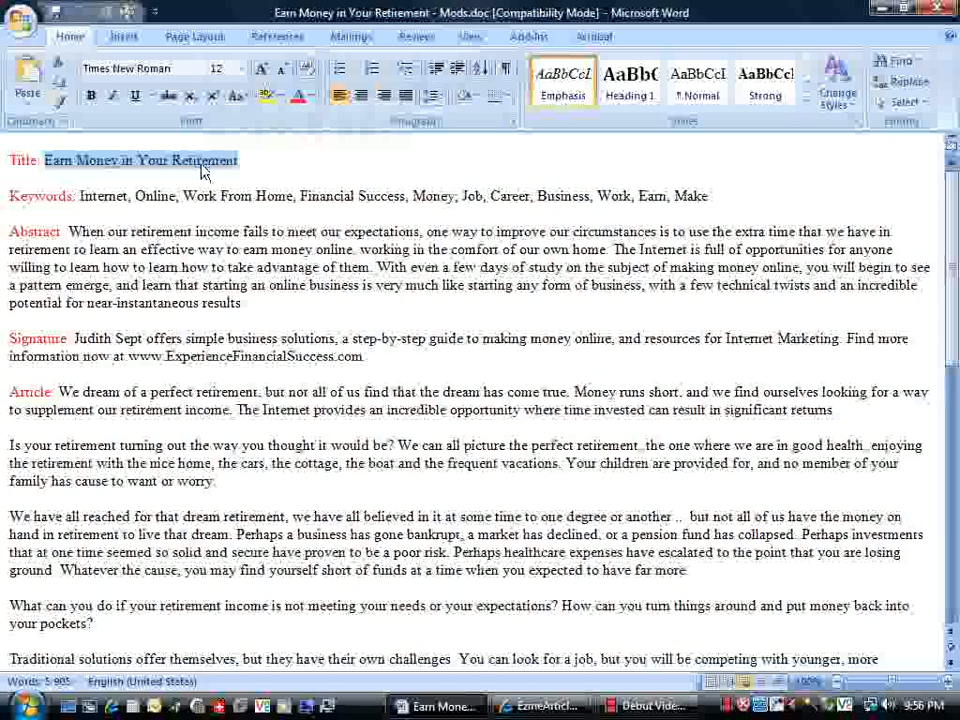 Earn Money in Your Retirement - Mods.doc [Compatibility Mode] - Microsoft Word
Home Insert Page Layout References Mailings Review View Add-Ins Acrobat
Paste
Times New Roman 12
AaBbCcL AaBbC AaBbCcL AaBbCcl
Emphasis Heading 1 ¶ Normal Strong
Change Styles
Find
Replace
Select
Clipboard Font Paragraph Styles Editing
Title: Earn Money in Your Retirement
Keywords: Internet, Online, Work From Home, Financial Success, Money, Job, Career, Business, Work, Earn, Make
Abstract: When our retirement income fails to meet our expectations, one way to improve our circumstances is to use the extra time that we have in
retirement to learn an effective way to earn money online, working in the comfort of our own home. The Internet is full of opportunities for anyone
willing to learn how to learn how to take advantage of them. With even a few days of study on the subject of making money online, you will begin to see
a pattern emerge, and learn that starting an online business is very much like starting any form of business, with a few technical twists and an incredible
potential for near-instantaneous results
Signature: Judith Sept offers simple business solutions, a step-by-step guide to making money online, and resources for Internet Marketing. Find more
information now at www.ExperienceFinancialSuccess.com
Article: We dream of a perfect retirement, but not all of us find that the dream has come true. Money runs short, and we find ourselves looking for a way
to supplement our retirement income. The Internet provides an incredible opportunity where time invested can result in significant returns
Is your retirement turning out the way you thought it would be? We can all picture the perfect retirement, the one where we are in good health, enjoying
the retirement with the nice home, the cars, the cottage, the boat and the frequent vacations. Your children are provided for, and no member of your
family has cause to want or worry.
We have all reached for that dream retirement, we have all believed in it at some time to one degree or another... but not all of us have the money on
hand in retirement to live that dream. Perhaps a business has gone bankrupt, a market has declined, or a pension fund has collapsed. Perhaps investments
that at one time seemed so solid and secure have proven to be a poor risk. Perhaps healthcare expenses have escalated to the point that you are losing
ground. Whatever the cause, you may find yourself short of funds at a time when you expected to have far more.
What can you do if your retirement income is not meeting your needs or your expectations? How can you turn things around and put money back into
your pockets?
Traditional solutions offer themselves, but they have their own challenges. You can look for a job, but you will be competing with younger, more
Words: 5,905 English (United States) 100%
Earn Mone... EzineArticl... Debut Vide... 9:56 PM